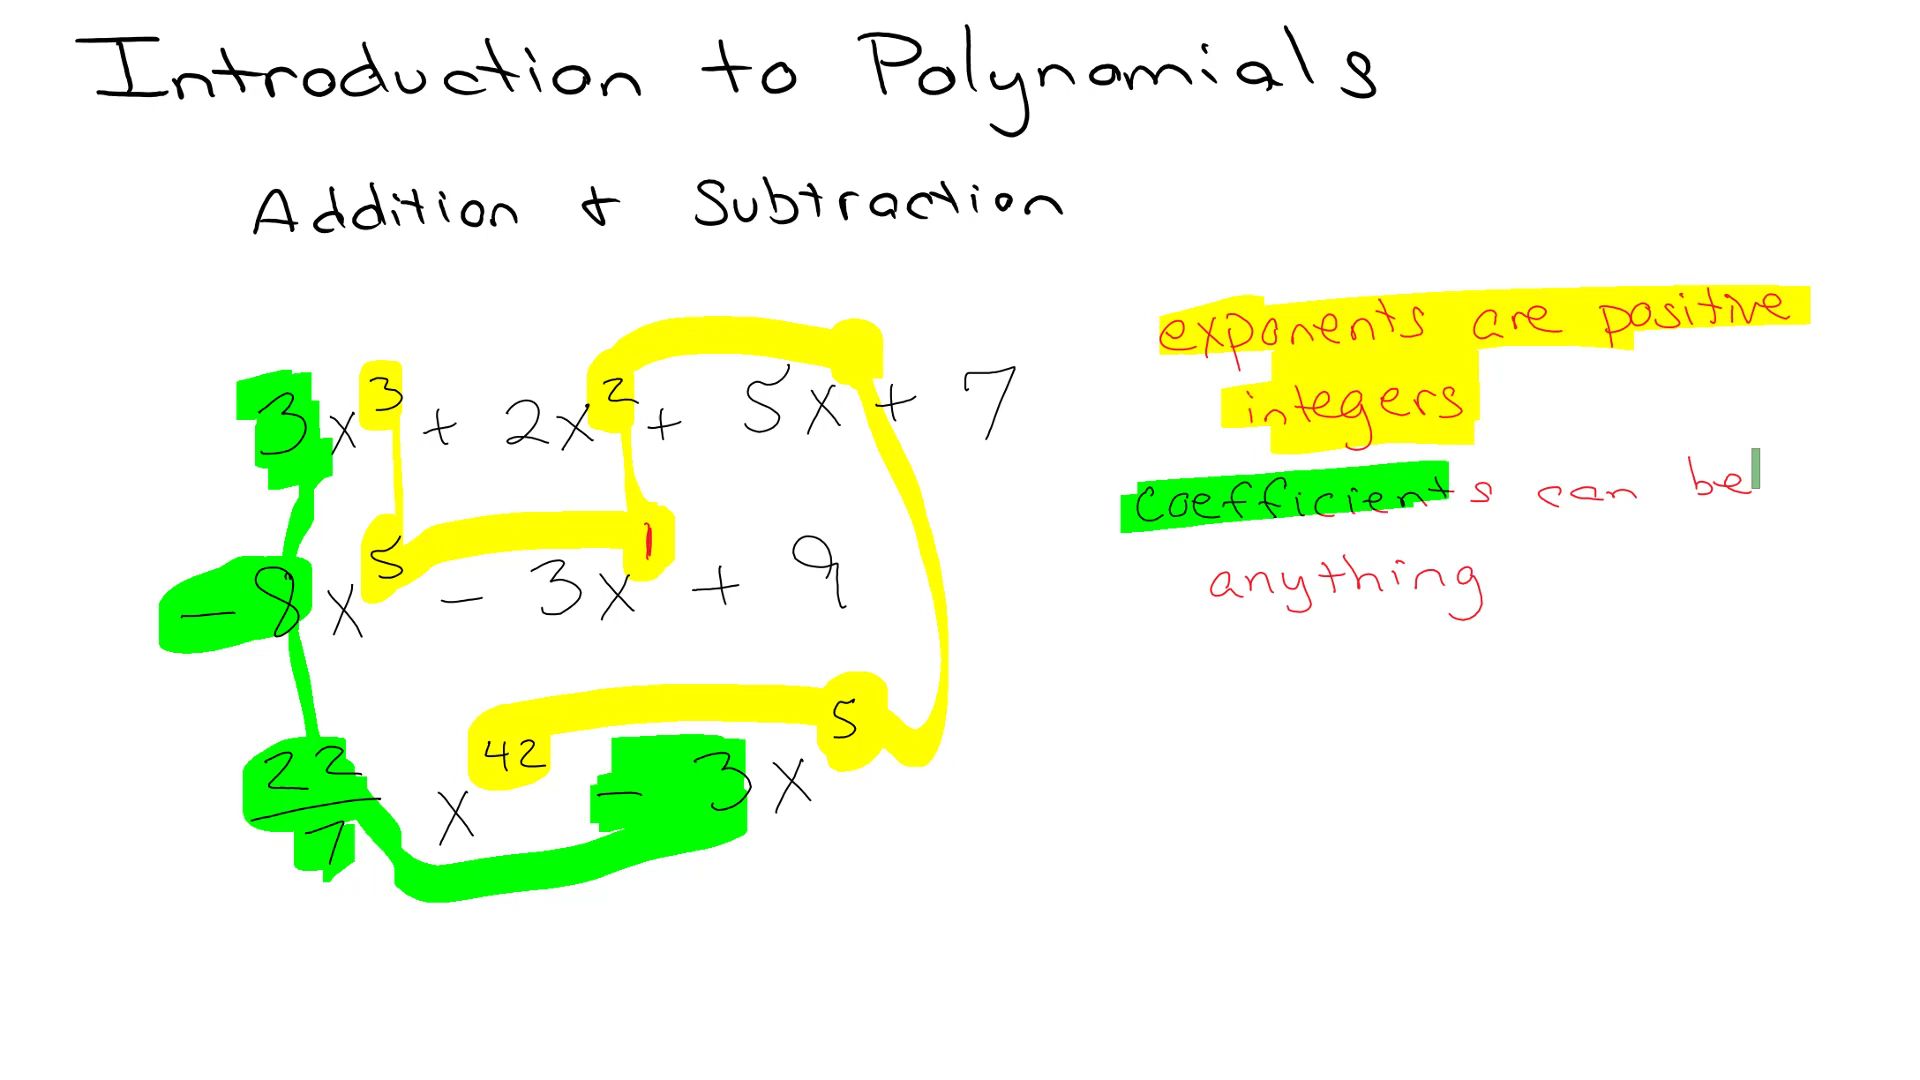 Introduction to Polynomials
Addition & Subtraction
3x³ + 2x² + 5x + 7
-8x⁵ - 3x¹ + 9
22/7 x⁴² - 3x⁵
exponents are positive
integers
coefficients can be
anything